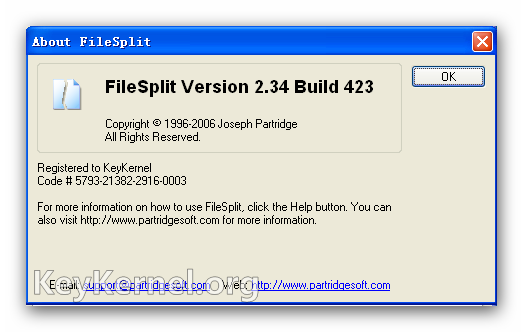 About FileSplit
FileSplit Version 2.34 Build 423
OK
Copyright © 1996-2006 Joseph Partridge
All Rights Reserved.
Registered to KeyKernel
Code # 5793-21382-2916-0003
For more information on how to use FileSplit, click the Help button. You can
also visit http://www.partridgesoft.com for more information.
E-mail: support@partridgesoft.com Web: http://www.partridgesoft.com
KeyKernel.org